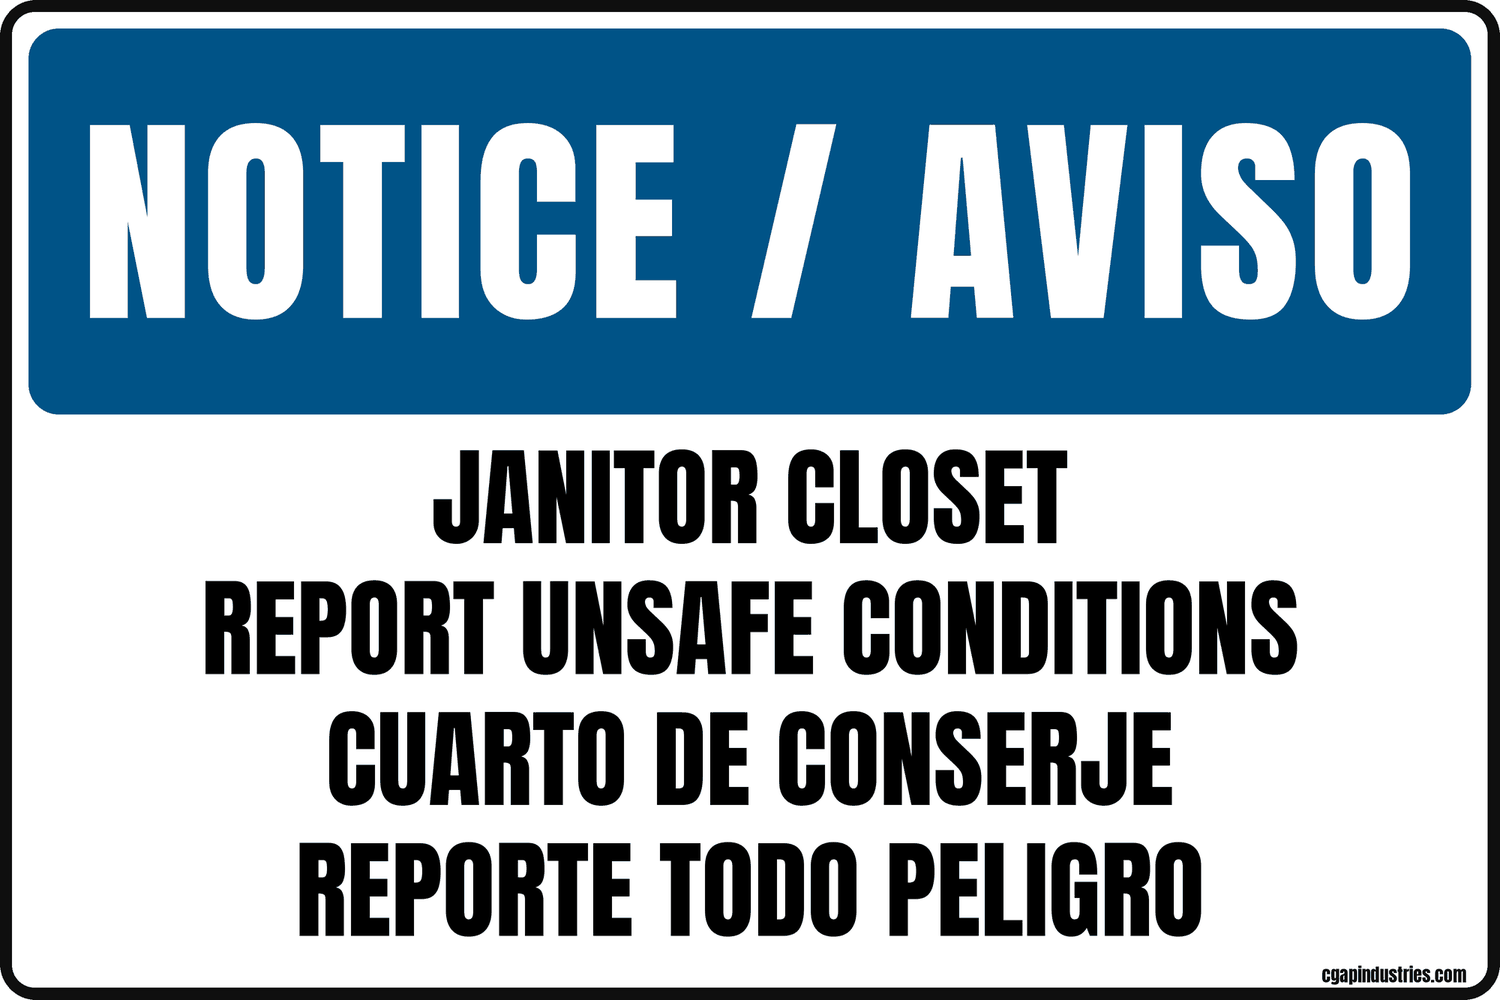 NOTICE / AVISO
JANITOR CLOSET
REPORT UNSAFE CONDITIONS
CUARTO DE CONSERJE
REPORTE TODO PELIGRO
cgapindustries.com